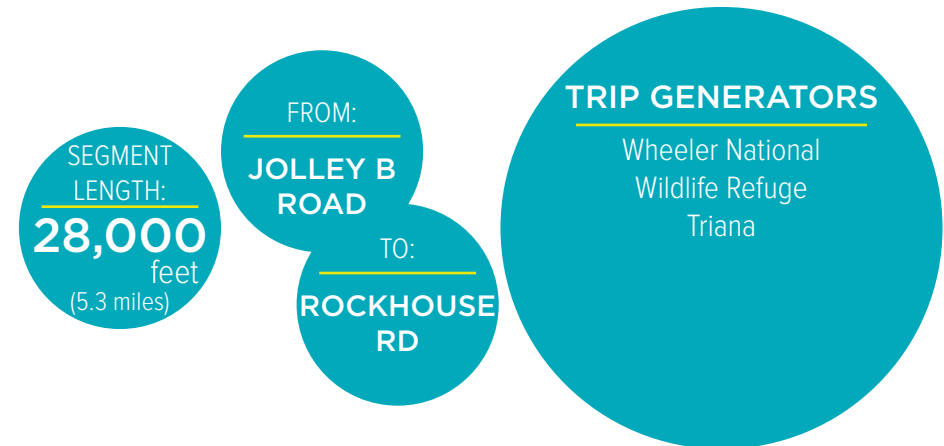 SEGMENT
LENGTH:
28,000
feet
(5.3 miles)
FROM:
JOLLEY B
ROAD
TO:
ROCKHOUSE
RD
TRIP GENERATORS
Wheeler National
Wildlife Refuge
Triana